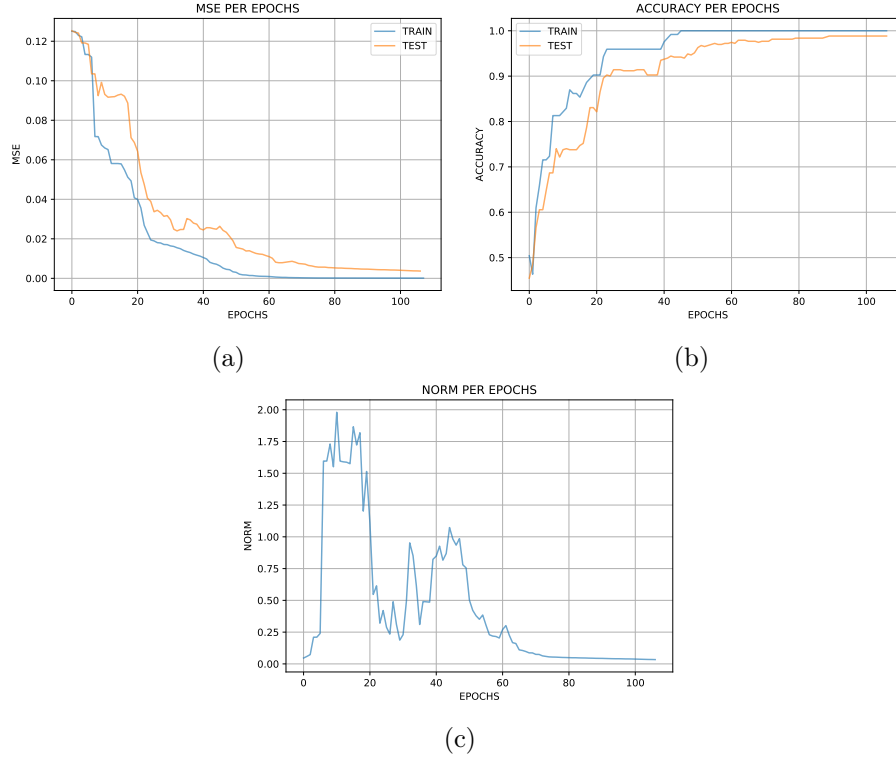 MSE PER EPOCHS
TRAIN
TEST
0.12
0.10
0.08
0.06
0.04
0.02
0.00
MSE
0 20 40 60 80 100
EPOCHS
(a)
ACCURACY PER EPOCHS
TRAIN
TEST
1.0
0.9
0.8
0.7
0.6
0.5
ACCURACY
0 20 40 60 80 100
EPOCHS
(b)
NORM PER EPOCHS
2.00
1.75
1.50
1.25
1.00
0.75
0.50
0.25
0.00
NORM
0 20 40 60 80 100
EPOCHS
(c)